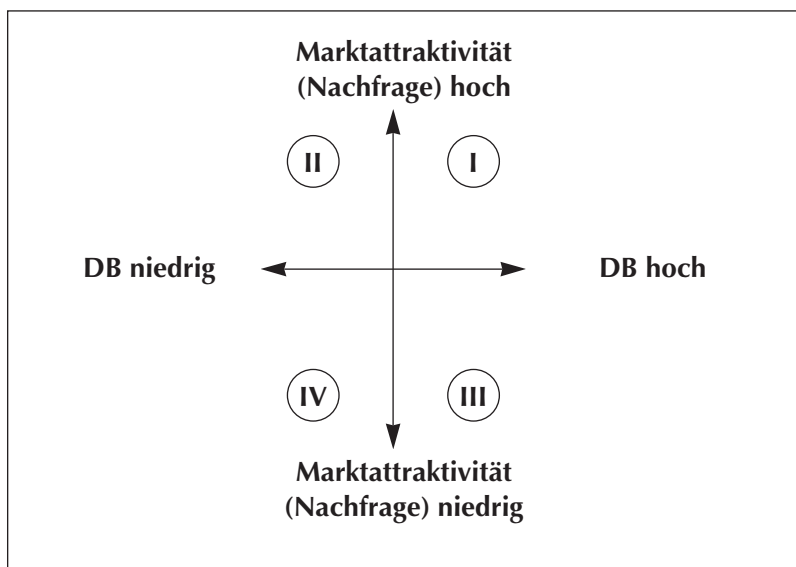 Marktattraktivität
(Nachfrage) hoch
II
I
DB niedrig
DB hoch
IV
III
Marktattraktivität
(Nachfrage) niedrig